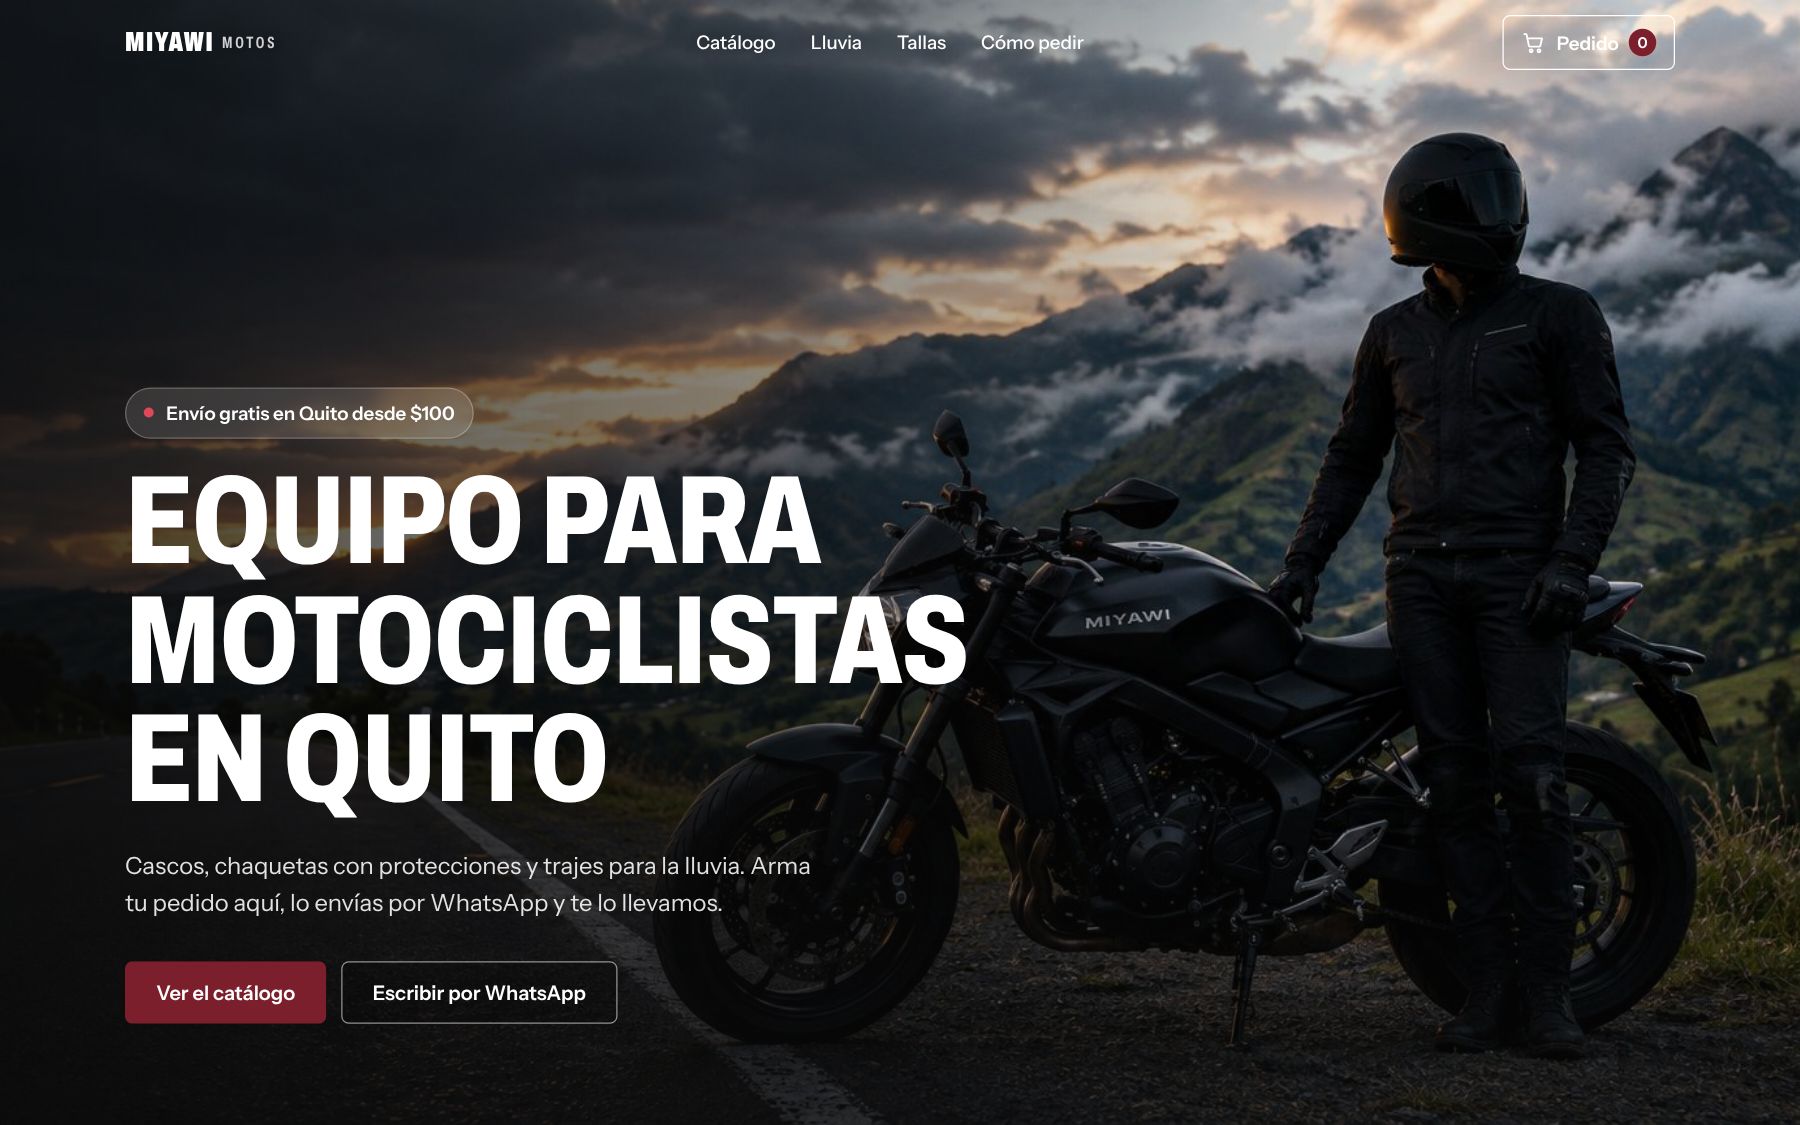 MIYAWI MOTOS
Catálogo
Lluvia
Tallas
Cómo pedir
Pedido 0
Envío gratis en Quito desde $100
EQUIPO PARA
MOTOCICLISTAS
EN QUITO
MIYAWI
Cascos, chaquetas con protecciones y trajes para la lluvia. Arma
tu pedido aquí, lo envías por WhatsApp y te lo llevamos.
Ver el catálogo
Escribir por WhatsApp